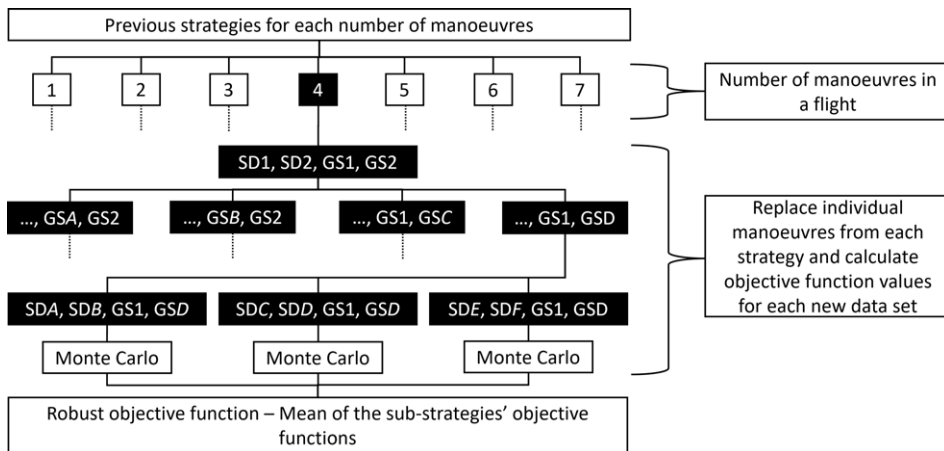 Previous strategies for each number of manoeuvres
1 2 3 4 5 6 7
Number of manoeuvres in
a flight
SD1, SD2, GS1, GS2
..., GSA, GS2
..., GSB, GS2
..., GS1, GSC
..., GS1, GSD
Replace individual
manoeuvres from each
strategy and calculate
objective function values
for each new data set
SDA, SDB, GS1, GSD
SDC, SDD, GS1, GSD
SDE, SDF, GS1, GSD
Monte Carlo
Monte Carlo
Monte Carlo
Robust objective function – Mean of the sub-strategies’ objective
functions